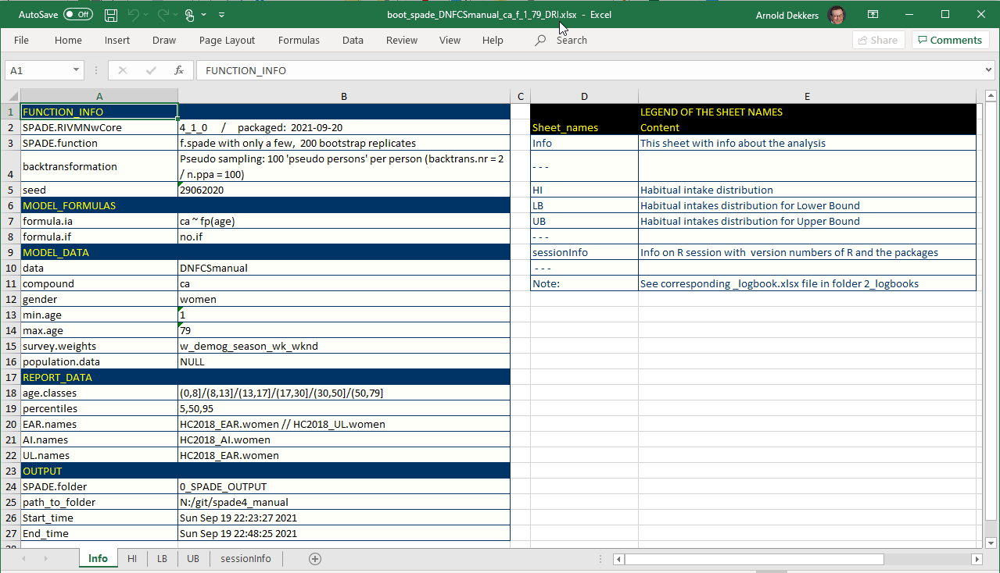 AutoSave Off boot_spade_DNFCSmanual_ca_f_1_79_DRI.xlsx - Excel Arnold Dekkers
File Home Insert Draw Page Layout Formulas Data Review View Help Search Share Comments
A1 fx FUNCTION_INFO
A B C D E
1 FUNCTION_INFO LEGEND OF THE SHEET NAMES
2 SPADE.RIVMNwCore 4_1_0 / packaged: 2021-09-20 Sheet_names Content
3 SPADE.function f.spade with only a few, 200 bootstrap replicates Info This sheet with info about the analysis
Pseudo sampling: 100 'pseudo persons' per person (backtrans.nr = 2
4 backtransformation / n.ppa = 100) - - -
5 seed 29062020 HI Habitual intake distribution
6 MODEL_FORMULAS LB Habitual intakes distribution for Lower Bound
7 formula.ia ca ~ fp(age) UB Habitual intakes distribution for Upper Bound
8 formula.if no.if - - -
9 MODEL_DATA sessionInfo Info on R session with version numbers of R and the packages
10 data DNFCSmanual - - -
11 compound ca Note: See corresponding _logbook.xlsx file in folder 2_logbooks
12 gender women
13 min.age 1
14 max.age 79
15 survey.weights w_demog_season_wk_wknd
16 population.data NULL
17 REPORT_DATA
18 age.classes (0,8]/(8,13]/(13,17]/(17,30]/(30,50]/(50,79]
19 percentiles 5,50,95
20 EAR.names HC2018_EAR.women // HC2018_UL.women
21 AI.names HC2018_AI.women
22 UL.names HC2018_EAR.women
23 OUTPUT
24 SPADE.folder 0_SPADE_OUTPUT
25 path_to_folder N:/git/spade4_manual
26 Start_time Sun Sep 19 22:23:27 2021
27 End_time Sun Sep 19 22:48:25 2021
Info HI LB UB sessionInfo